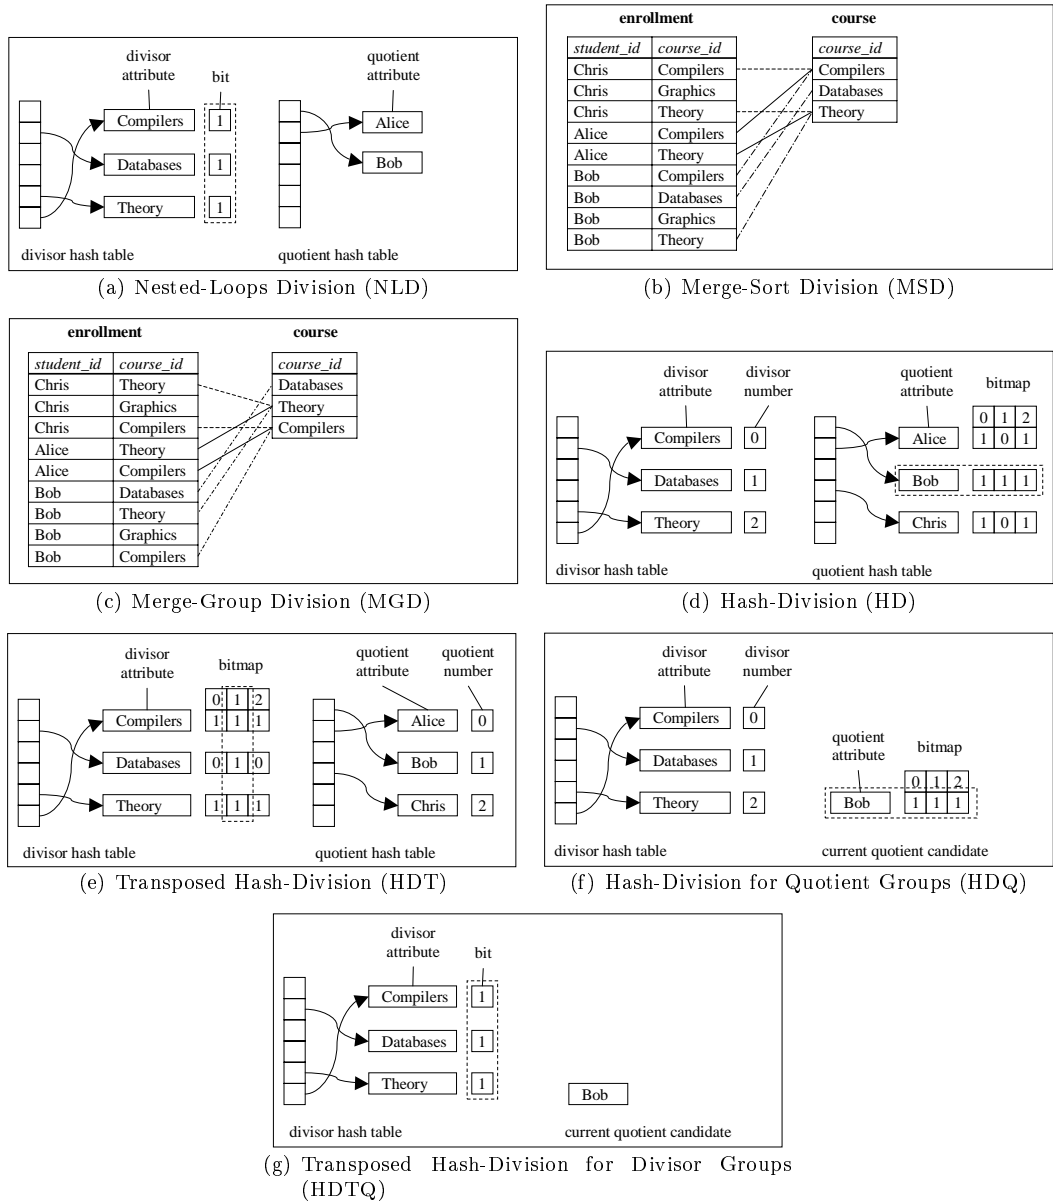 divisor attribute
bit
quotient attribute
Compilers 1
Databases 1
Theory 1
Alice
Bob
divisor hash table
quotient hash table
(a) Nested-Loops Division (NLD)
enrollment course
student_id course_id course_id
Chris Compilers Compilers
Chris Graphics Databases
Chris Theory Theory
Alice Compilers
Alice Theory
Bob Compilers
Bob Databases
Bob Graphics
Bob Theory
(b) Merge-Sort Division (MSD)
enrollment course
student_id course_id course_id
Chris Theory Databases
Chris Graphics Theory
Chris Compilers Compilers
Alice Theory
Alice Compilers
Bob Databases
Bob Theory
Bob Graphics
Bob Compilers
(c) Merge-Group Division (MGD)
divisor attribute
divisor number
quotient attribute
bitmap
0 1 2
Compilers 0 Alice 1 0 1
Databases 1 Bob 1 1 1
Theory 2 Chris 1 0 1
divisor hash table
quotient hash table
(d) Hash-Division (HD)
divisor attribute
bitmap
quotient attribute
quotient number
0 1 2
Compilers 1 1 1 Alice 0
Databases 0 1 0 Bob 1
Theory 1 1 1 Chris 2
divisor hash table
quotient hash table
(e) Transposed Hash-Division (HDT)
divisor attribute
divisor number
Compilers 0
Databases 1
Theory 2
quotient attribute
bitmap
0 1 2
Bob 1 1 1
divisor hash table
current quotient candidate
(f) Hash-Division for Quotient Groups (HDQ)
divisor attribute
bit
Compilers 1
Databases 1
Theory 1
Bob
divisor hash table
current quotient candidate
(g) Transposed Hash-Division for Divisor Groups
(HDTQ)